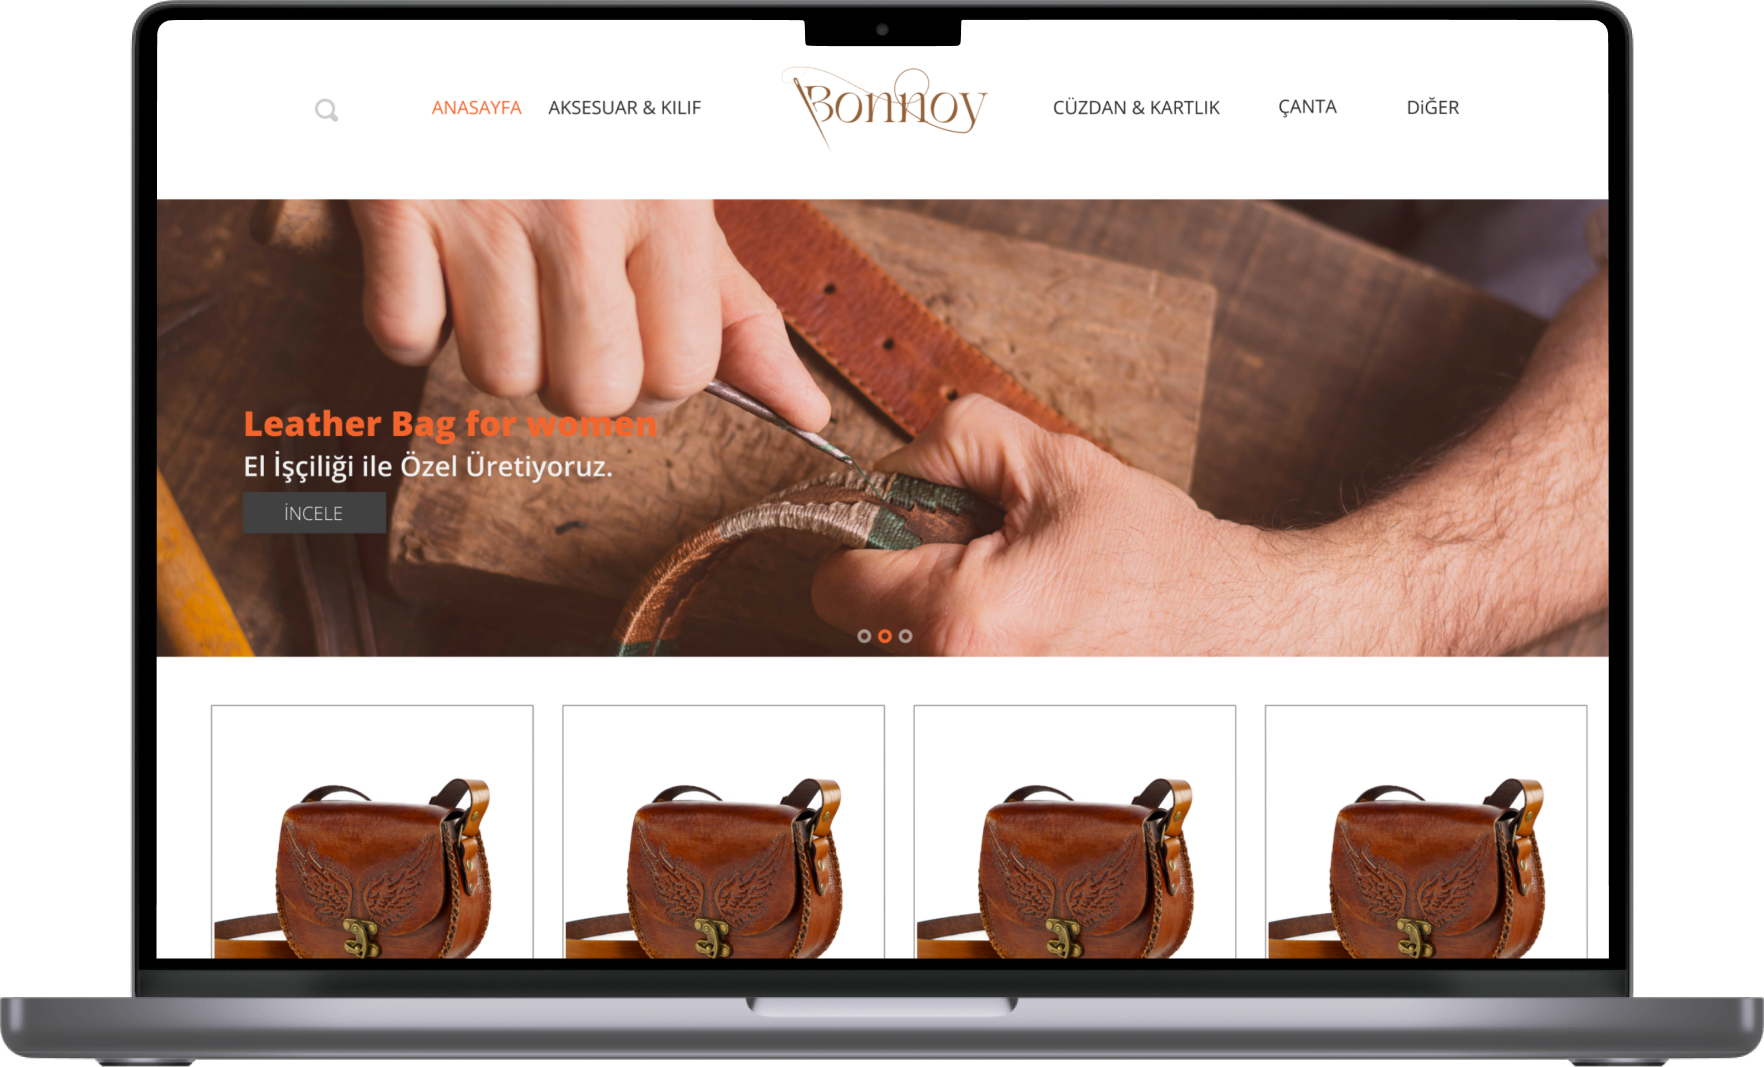 ANASAYFA AKSESUAR & KILIF Bonnoy CÜZDAN & KARTLIK ÇANTA DiĞER
Leather Bag for women
El İşçiliği ile Özel Üretiyoruz.
İNCELE